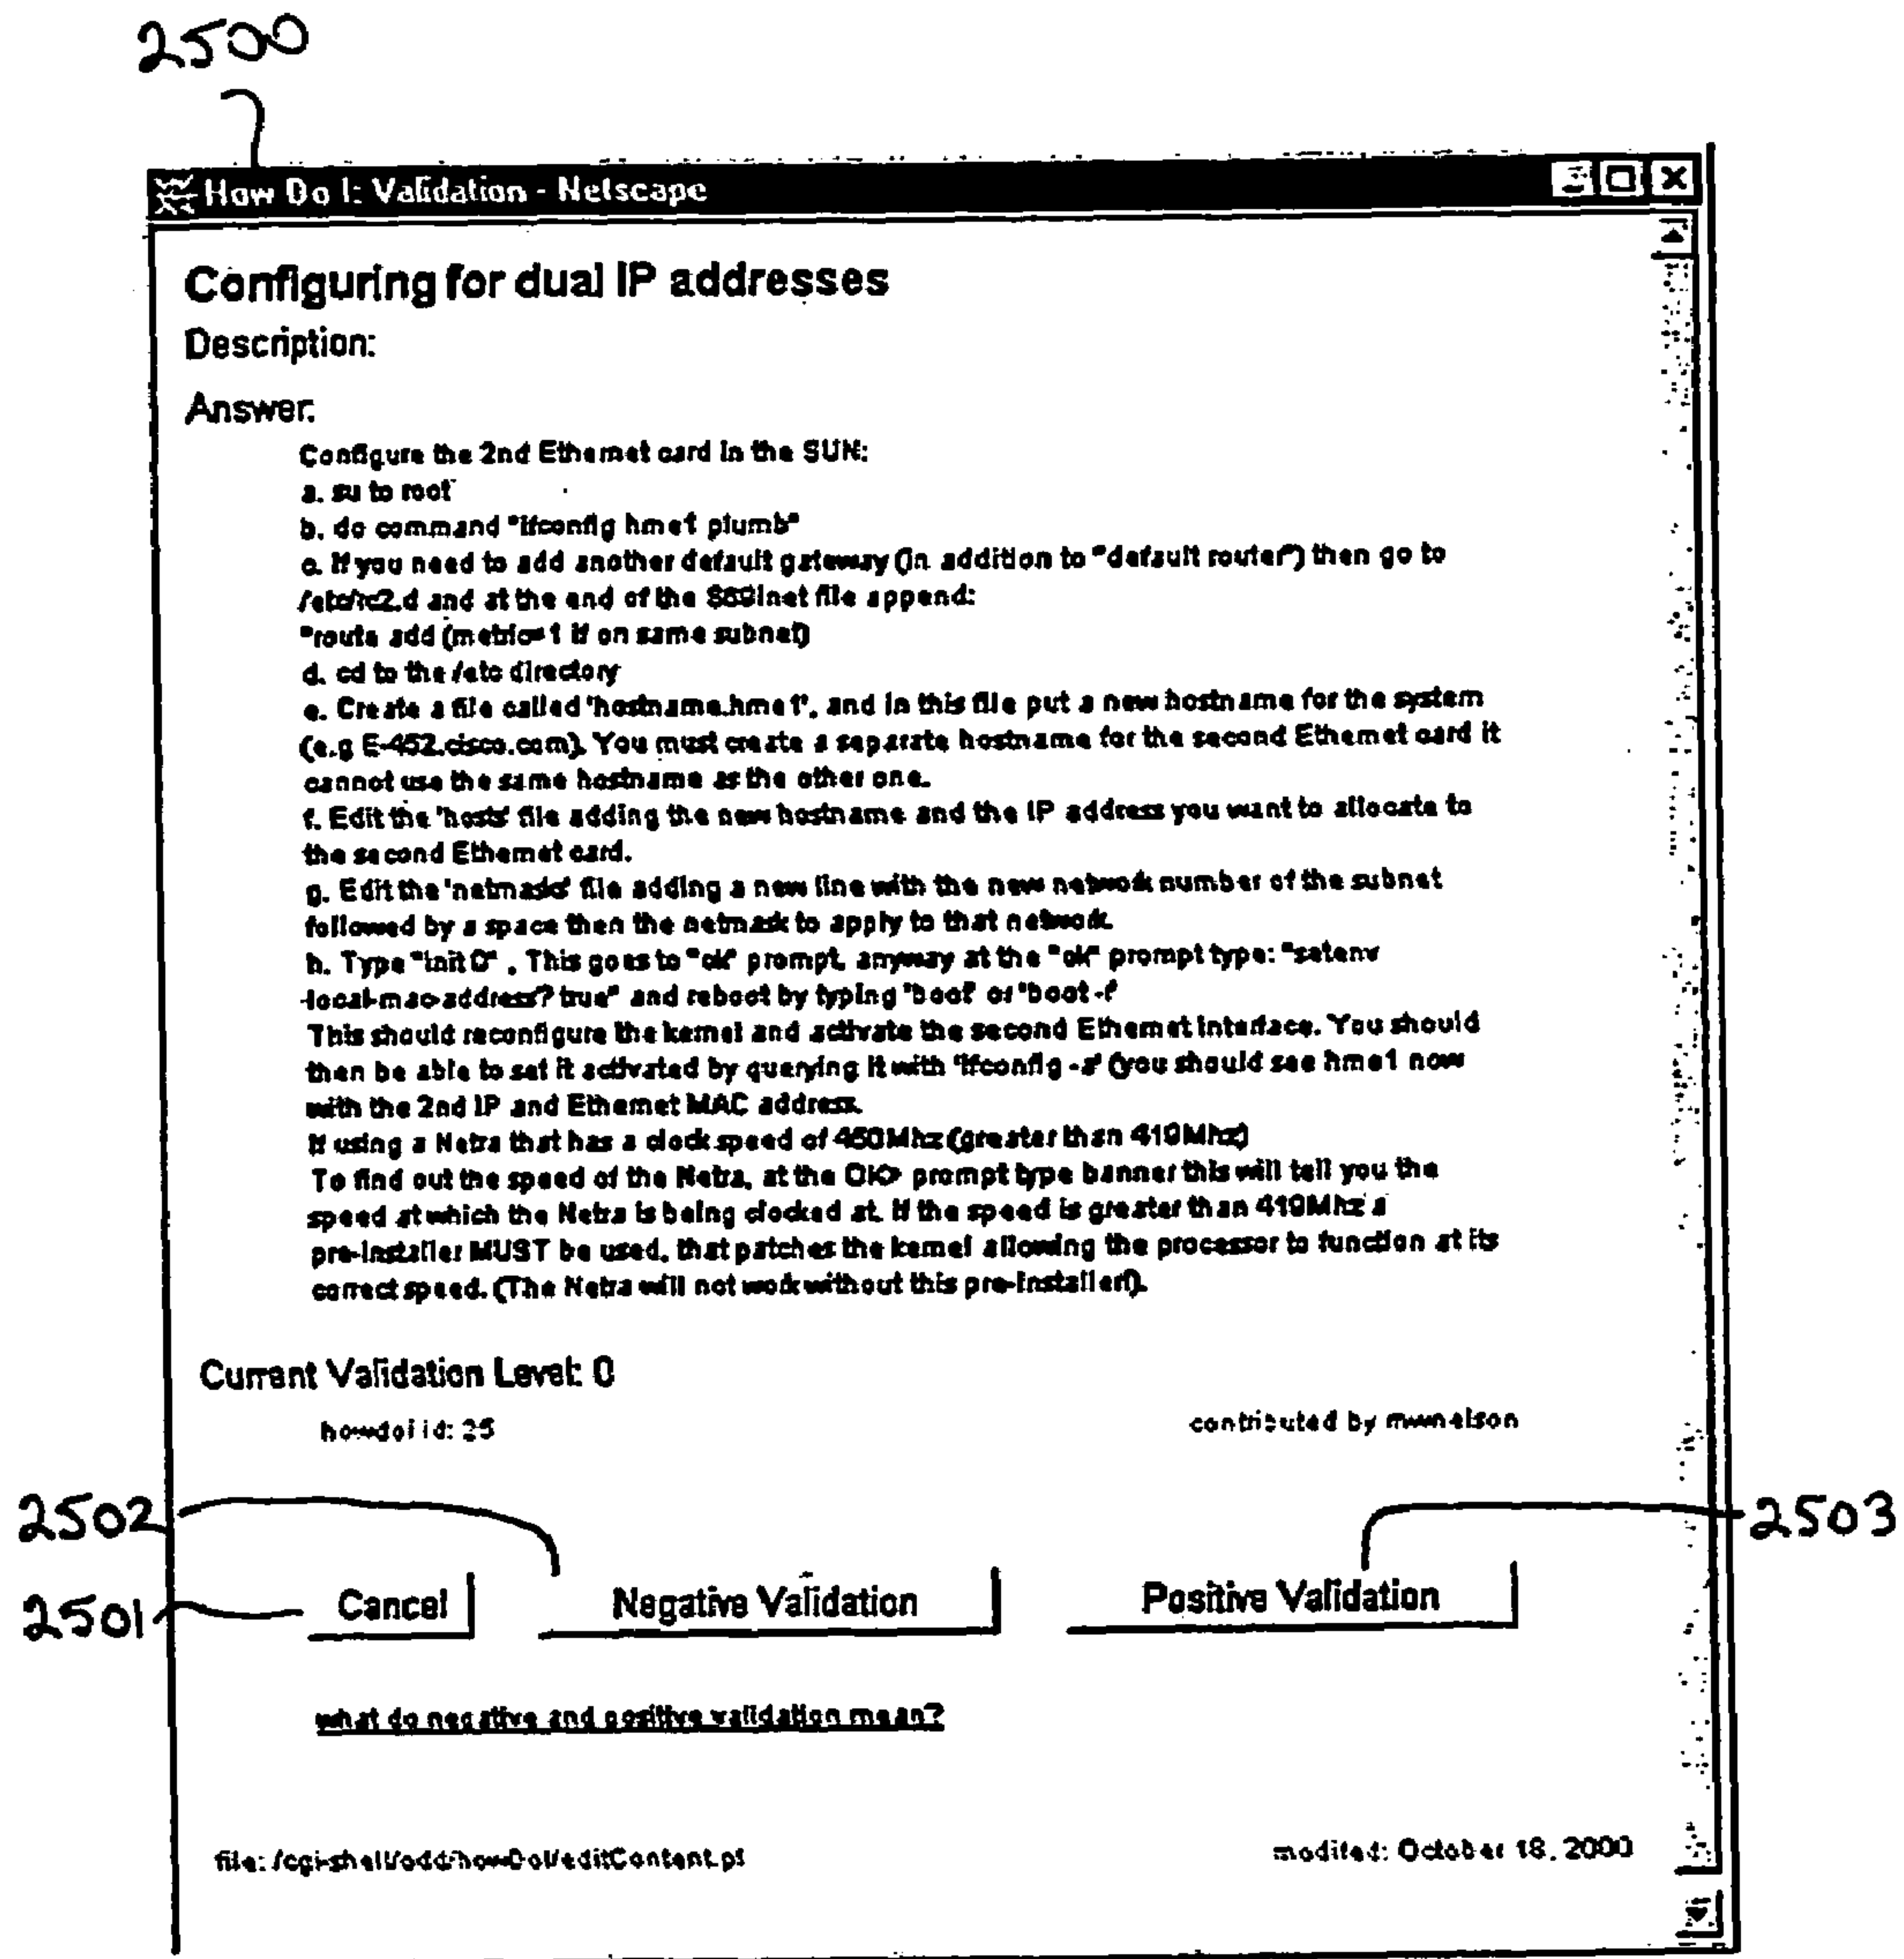 2500
How Do I: Validation - Netscape
Configuring for dual IP addresses
Description:
Answer:
Configure the 2nd Ethernet card in the SUN:
a. su to root
b. do command "ifconfig hme1 plumb"
c. If you need to add another default gateway (in addition to "default router") then go to
/etc/rc2.d and at the end of the S69inet file append:
"route add (metric=1 if on same subnet)
d. cd to the /etc directory
e. Create a file called 'hostname.hme1', and in this file put a new hostname for the system
(e.g E-452.cisco.com). You must create a separate hostname for the second Ethernet card it
cannot use the same hostname as the other one.
f. Edit the 'hosts' file adding the new hostname and the IP address you want to allocate to
the second Ethernet card.
g. Edit the 'netmasks' file adding a new line with the new network number of the subnet
followed by a space then the netmask to apply to that network.
h. Type "init 0" . This goes to "ok" prompt, anyway at the "ok" prompt type: "setenv
-local-mac-address? true" and reboot by typing 'boot' or 'boot -r'
This should reconfigure the kernel and activate the second Ethernet interface. You should
then be able to set it activated by querying it with 'ifconfig -a' (you should see hme1 now
with the 2nd IP and Ethernet MAC address.
If using a Netra that has a clock speed of 450Mhz (greater than 419Mhz)
To find out the speed of the Netra, at the OK> prompt type banner this will tell you the
speed at which the Netra is being clocked at. If the speed is greater than 419Mhz a
pre-installer MUST be used, that patches the kernel allowing the processor to function at its
correct speed. (The Netra will not work without this pre-installer!).
Current Validation Level: 0
howdoI id: 25
contributed by mwnelson
2502
2503
2501
Cancel
Negative Validation
Positive Validation
what do negative and positive validation mean?
file: /cgi-shell/odd/howDoI/editContent.pl
modified: October 18, 2000